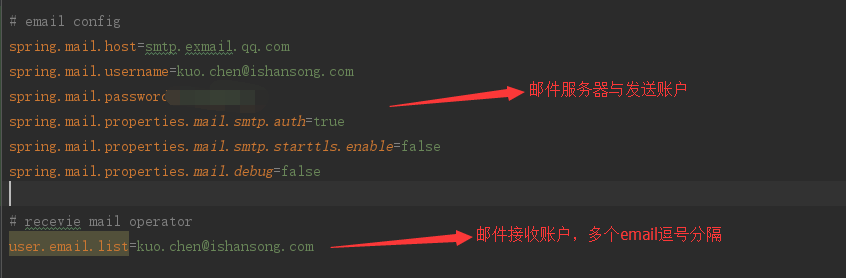 # email config
spring.mail.host=smtp.exmail.qq.com
spring.mail.username=kuo.chen@ishansong.com
spring.mail.password
邮件服务器与发送账户
spring.mail.properties.mail.smtp.auth=true
spring.mail.properties.mail.smtp.starttls.enable=false
spring.mail.properties.mail.debug=false
# recevie mail operator
user.email.list=kuo.chen@ishansong.com
邮件接收账户，多个email逗号分隔